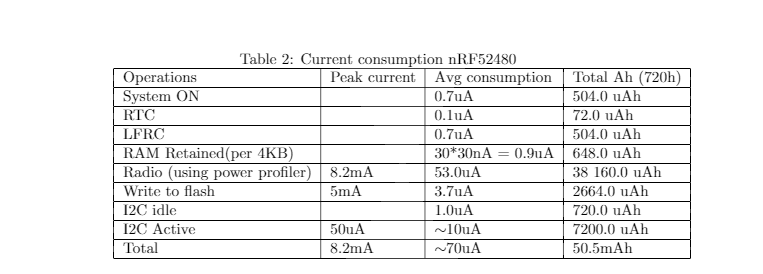 Table 2: Current consumption nRF52480
Operations Peak current Avg consumption Total Ah (720h)
System ON 0.7uA 504.0 uAh
RTC 0.1uA 72.0 uAh
LFRC 0.7uA 504.0 uAh
RAM Retained(per 4KB) 30*30nA = 0.9uA 648.0 uAh
Radio (using power profiler) 8.2mA 53.0uA 38 160.0 uAh
Write to flash 5mA 3.7uA 2664.0 uAh
I2C idle 1.0uA 720.0 uAh
I2C Active 50uA ~10uA 7200.0 uAh
Total 8.2mA ~70uA 50.5mAh